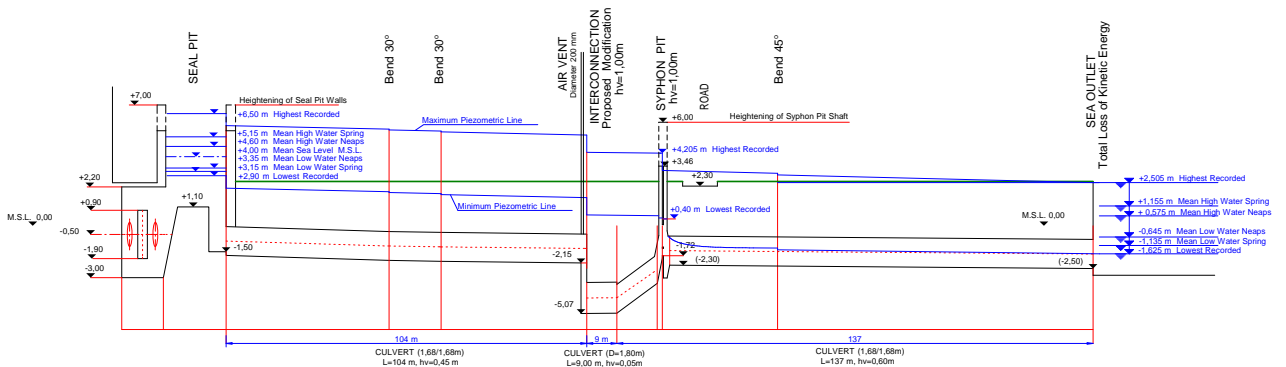 SEAL PIT
Bend 30°
Bend 30°
AIR VENT
Diameter 200 mm
INTERCONNECTION
Proposed Modification
hv=1,00m
SYPHON PIT
hv=1,00m
ROAD
Bend 45°
SEA OUTLET
Total Loss of Kinetic Energy
+7,00
Heightening of Seal Pit Walls
+6,50 m Highest Recorded
Maximum Piezometric Line
+6,00
Heightening of Syphon Pit Shaft
+5,15 m Mean High Water Spring
+4,60 m Mean High Water Neaps
+4,00 m Mean Sea Level M.S.L.
+3,35 m Mean Low Water Neaps
+3,15 m Mean Low Water Spring
+2,90 m Lowest Recorded
+4,205 m Highest Recorded
+3,46
+2,30
+2,505 m Highest Recorded
+2,20
+1,10
Minimum Piezometric Line
+0,40 m Lowest Recorded
+1,155 m Mean High Water Spring
+ 0,575 m Mean High Water Neaps
+0,90
M.S.L. 0,00
M.S.L. 0,00
-0,50
-0,645 m Mean Low Water Neaps
-1,135 m Mean Low Water Spring
-1,625 m Lowest Recorded
-1,50
-1,72
-1,90
-2,15
(-2,30)
(-2,50)
-3,00
-5,07
104 m
9 m
137
CULVERT (1,68/1,68m)
L=104 m, hv=0,45 m
CULVERT (D=1,80m)
L=9,00 m, hv=0,05m
CULVERT (1,68/1,68m)
L=137 m, hv=0,60m